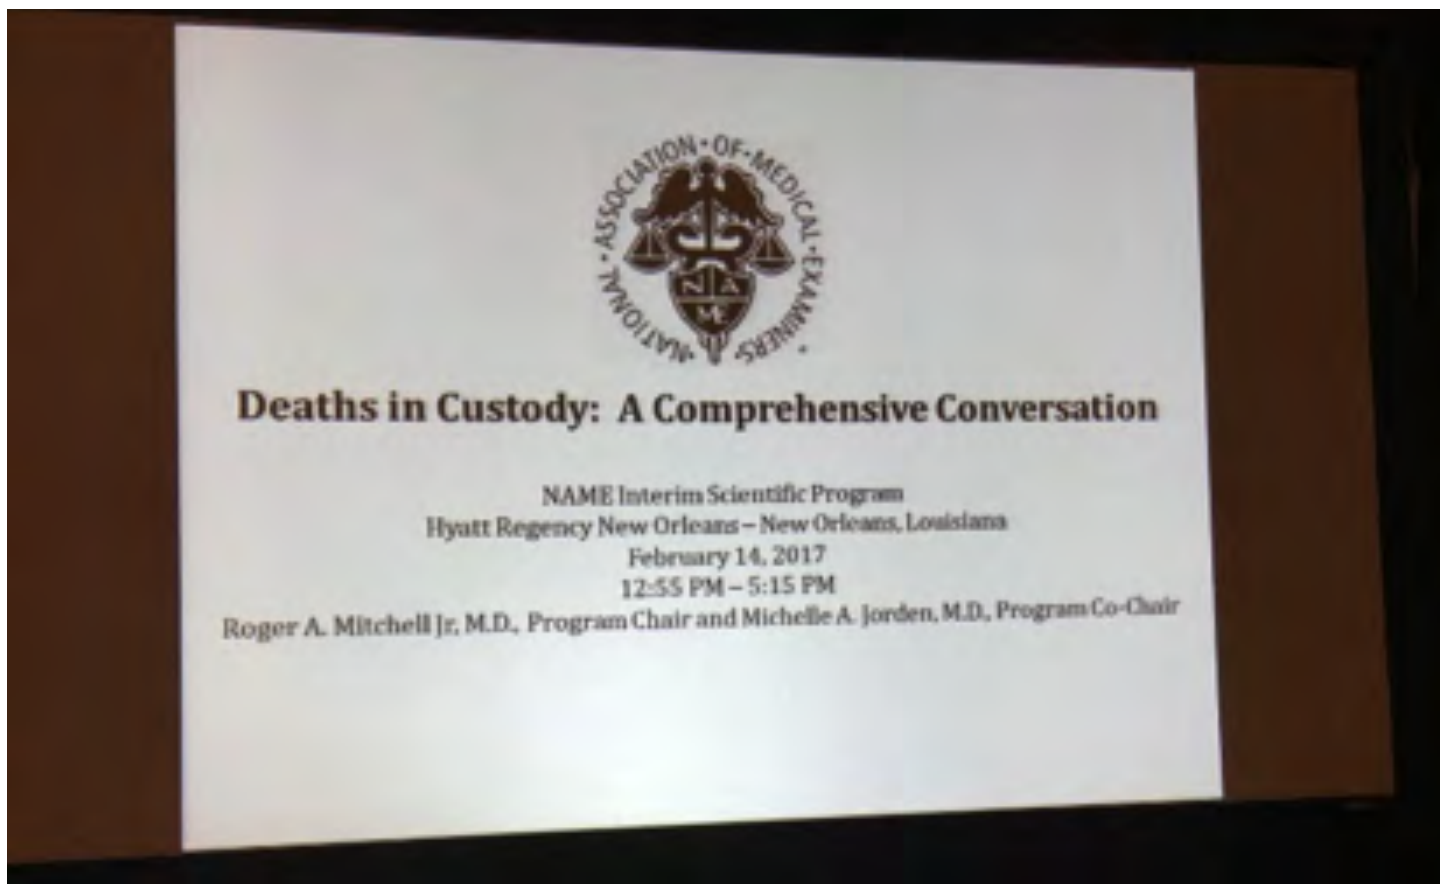 NATIONAL · ASSOCIATION · OF · MEDICAL · EXAMINERS ·
N A
ME
Deaths in Custody: A Comprehensive Conversation
NAME Interim Scientific Program
Hyatt Regency New Orleans – New Orleans, Louisiana
February 14, 2017
12:55 PM – 5:15 PM
Roger A. Mitchell Jr, M.D., Program Chair and Michelle A. Jorden, M.D., Program Co-Chair